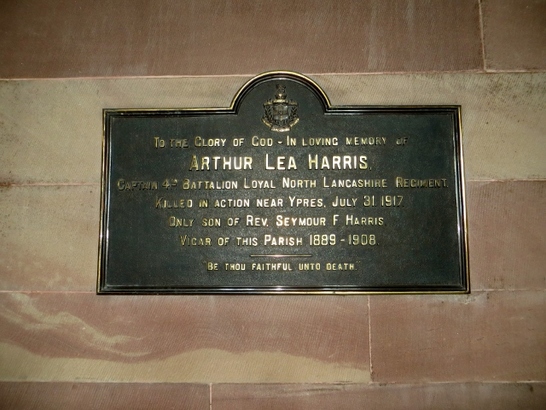 To the Glory of God - In loving memory of
Arthur Lea Harris,
Captain 4th Battalion Loyal North Lancashire Regiment,
Killed in action near Ypres, July 31 1917
Only son of Rev. Seymour F Harris
Vicar of this Parish 1889-1908.
"Be thou faithful unto death."